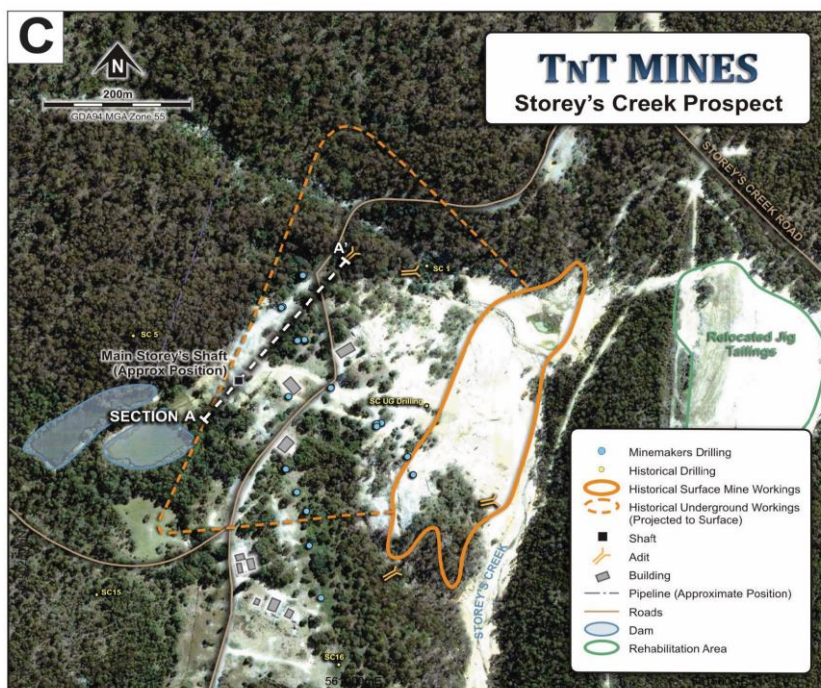 C
N
200m
GDA94 MGA Zone 55
TNT MINES
Storey's Creek Prospect
STOREY'S CREEK ROAD
A'
SC 1
SC 5
Main Storey's Shaft
(Approx Position)
SECTION A
SC UG Drilling
Relocated Jig
Tailings
SC15
SC16
STOREY'S CREEK
Minemakers Drilling
Historical Drilling
Historical Surface Mine Workings
Historical Underground Workings
(Projected to Surface)
Shaft
Adit
Building
Pipeline (Approximate Position)
Roads
Dam
Rehabilitation Area